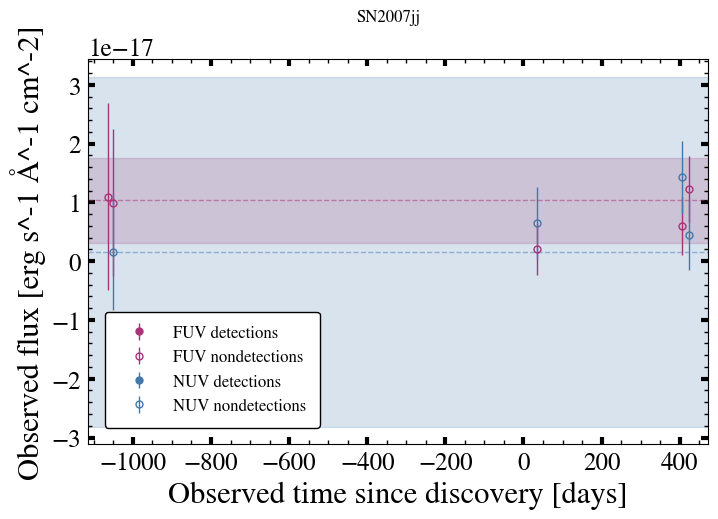 SN2007jj
1e−17
Observed flux [erg s^-1 Å^-1 cm^-2]
3
2
1
0
−1
−2
−3
FUV detections
FUV nondetections
NUV detections
NUV nondetections
−1000 −800 −600 −400 −200 0 200 400
Observed time since discovery [days]